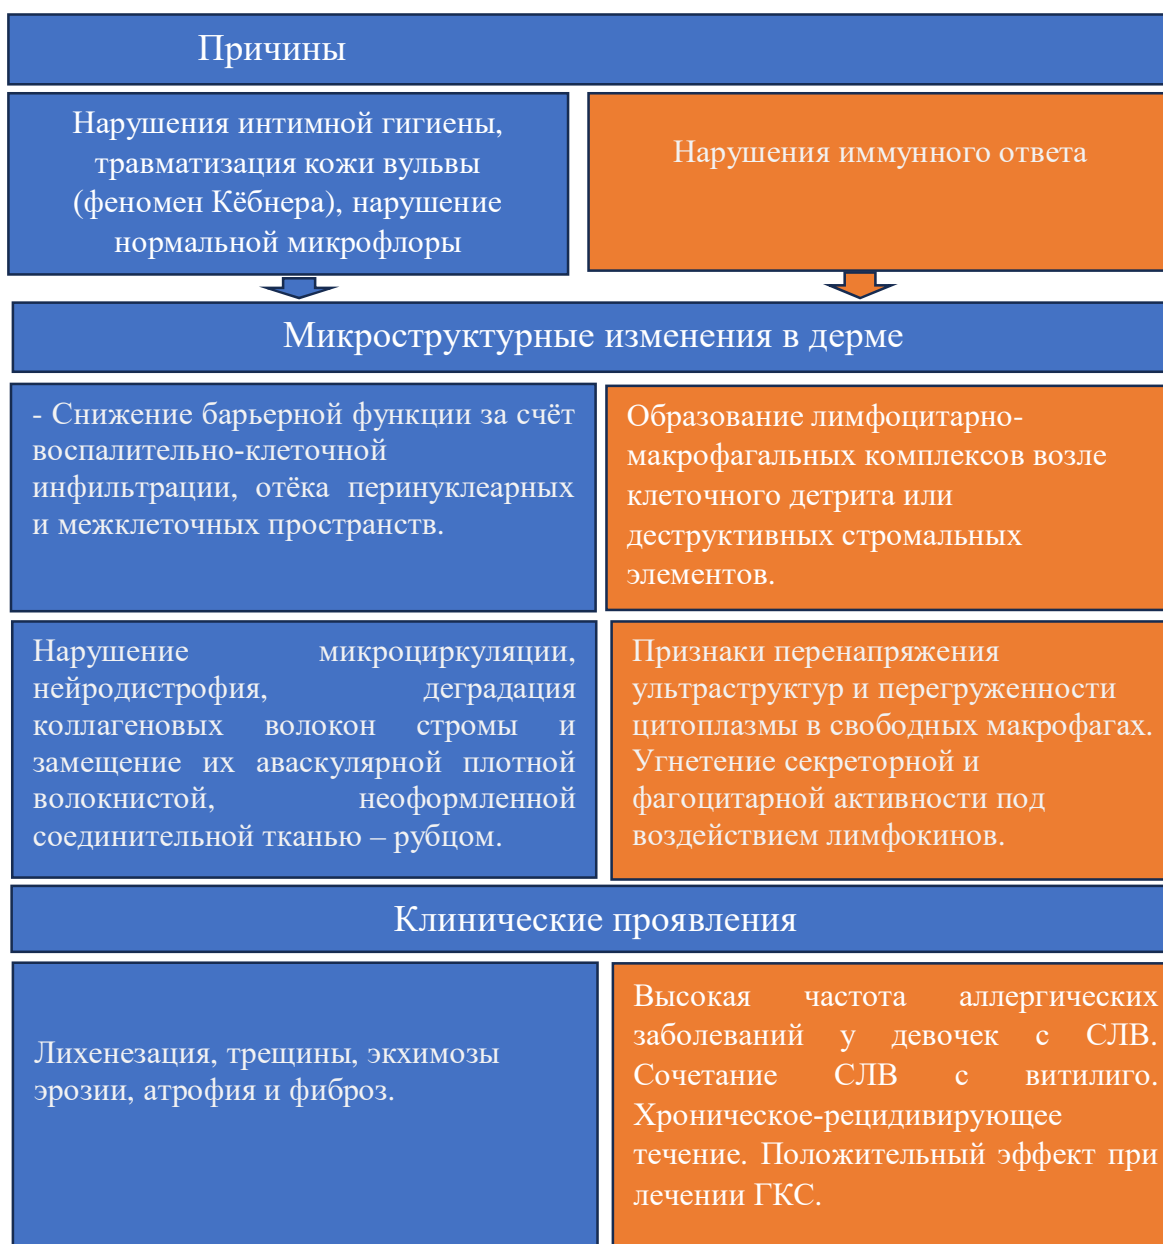 Причины
Нарушения интимной гигиены,
травматизация кожи вульвы
(феномен Кёбнера), нарушение
нормальной микрофлоры
Нарушения иммунного ответа
Микроструктурные изменения в дерме
- Снижение барьерной функции за счёт
воспалительно-клеточной
инфильтрации, отёка перинуклеарных
и межклеточных пространств.
Образование лимфоцитарно-
макрофагальных комплексов возле
клеточного детрита или
деструктивных стромальных
элементов.
Нарушение микроциркуляции,
нейродистрофия, деградация
коллагеновых волокон стромы и
замещение их аваскулярной плотной
волокнистой, неоформленной
соединительной тканью – рубцом.
Признаки перенапряжения
ультраструктур и перегруженности
цитоплазмы в свободных макрофагах.
Угнетение секреторной и
фагоцитарной активности под
воздействием лимфокинов.
Клинические проявления
Лихенезация, трещины, экхимозы
эрозии, атрофия и фиброз.
Высокая частота аллергических
заболеваний у девочек с СЛВ.
Сочетание СЛВ с витилиго.
Хроническое-рецидивирующее
течение. Положительный эффект при
лечении ГКС.